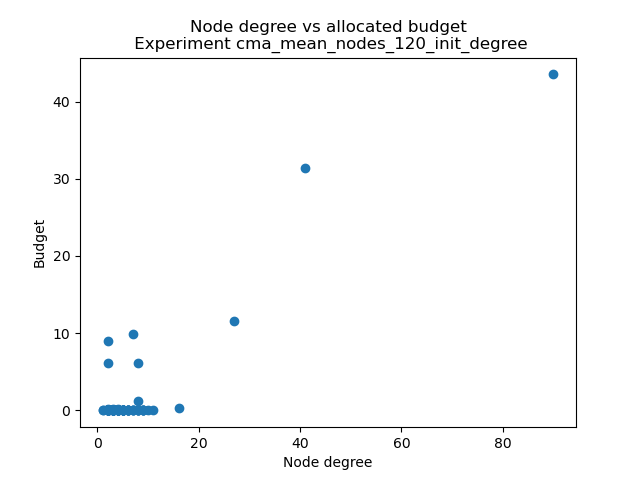 Node degree vs allocated budget
Experiment cma_mean_nodes_120_init_degree
40
30
20
10
0
Budget
0 20 40 60 80
Node degree